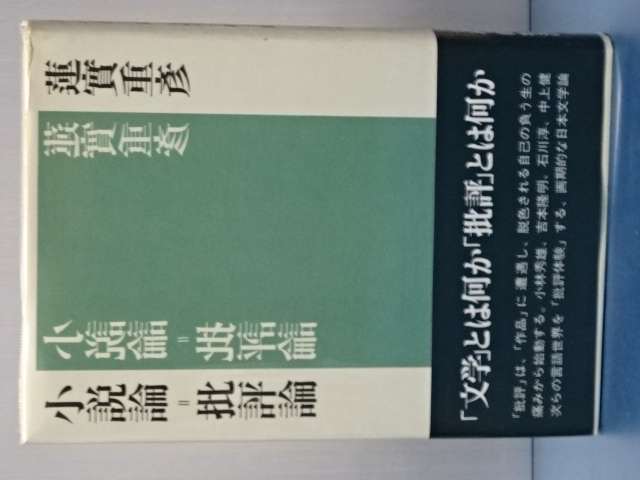 蓮實重彥
蓮實重彥
小説論＝批評論
小説論＝批評論
「文学」とは何か「批評」とは何か
「批評」は、「作品」に遭遇し、脱色される自己の負う生の
痛みから始動する。小林秀雄、吉本隆明、石川淳、中上健
次らの言語世界を「批評体験」する、画期的な日本文学論